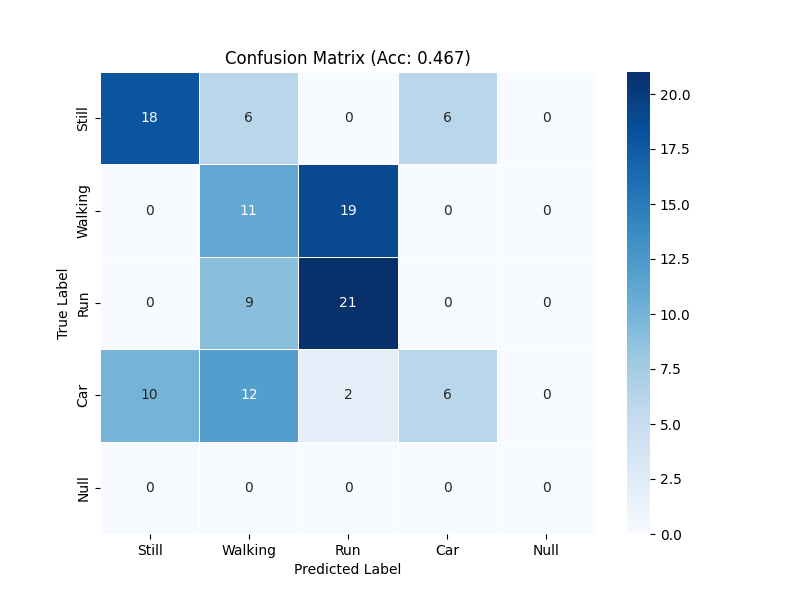 Confusion Matrix (Acc: 0.467)
True Label
Still 18 6 0 6 0
Walking 0 11 19 0 0
Run 0 9 21 0 0
Car 10 12 2 6 0
Null 0 0 0 0 0
Still Walking Run Car Null
Predicted Label
20.0
17.5
15.0
12.5
10.0
7.5
5.0
2.5
0.0